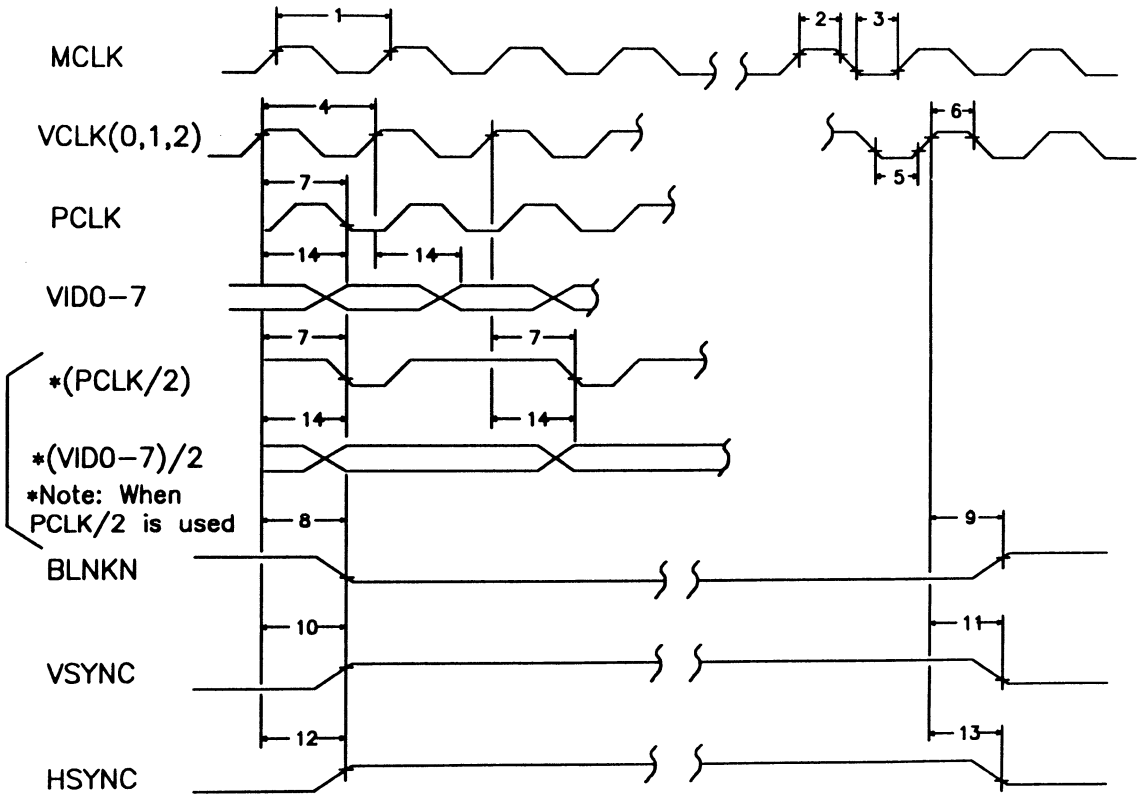 1
2
3
MCLK
4
6
VCLK(0,1,2)
5
7
PCLK
14
14
VID0-7
7
7
*(PCLK/2)
14
14
*(VID0-7)/2
*Note: When
PCLK/2 is used
8
9
BLNKN
10
11
VSYNC
12
13
HSYNC